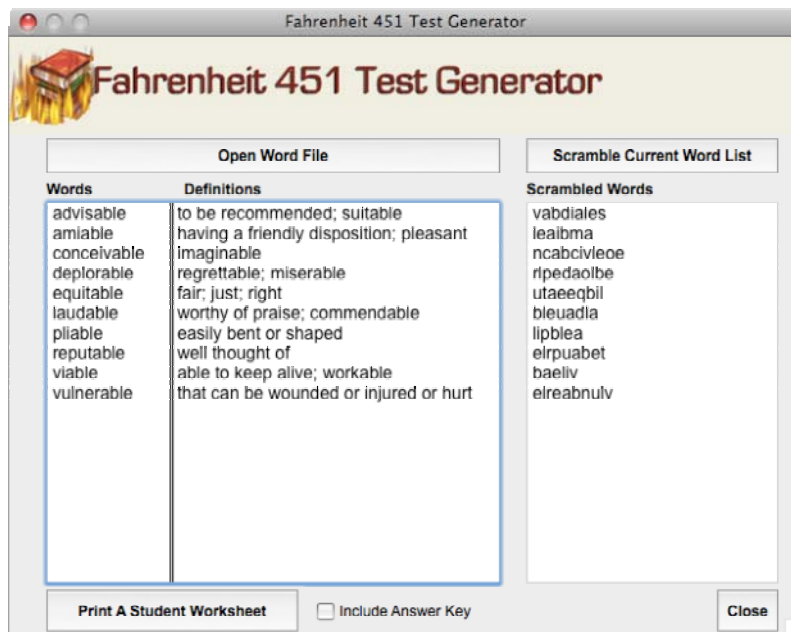 Fahrenheit 451 Test Generator
Fahrenheit 451 Test Generator
Open Word File
Scramble Current Word List
Words Definitions
Scrambled Words
advisable to be recommended; suitable
vabdiales
amiable having a friendly disposition; pleasant
leaibma
conceivable imaginable
ncabcivleoe
deplorable regrettable; miserable
rlpedaolbe
equitable fair; just; right
utaeeqbil
laudable worthy of praise; commendable
bleuadla
pliable easily bent or shaped
lipblea
reputable well thought of
elrpuabet
viable able to keep alive; workable
baeliv
vulnerable that can be wounded or injured or hurt
elreabnulv
Print A Student Worksheet
Include Answer Key
Close